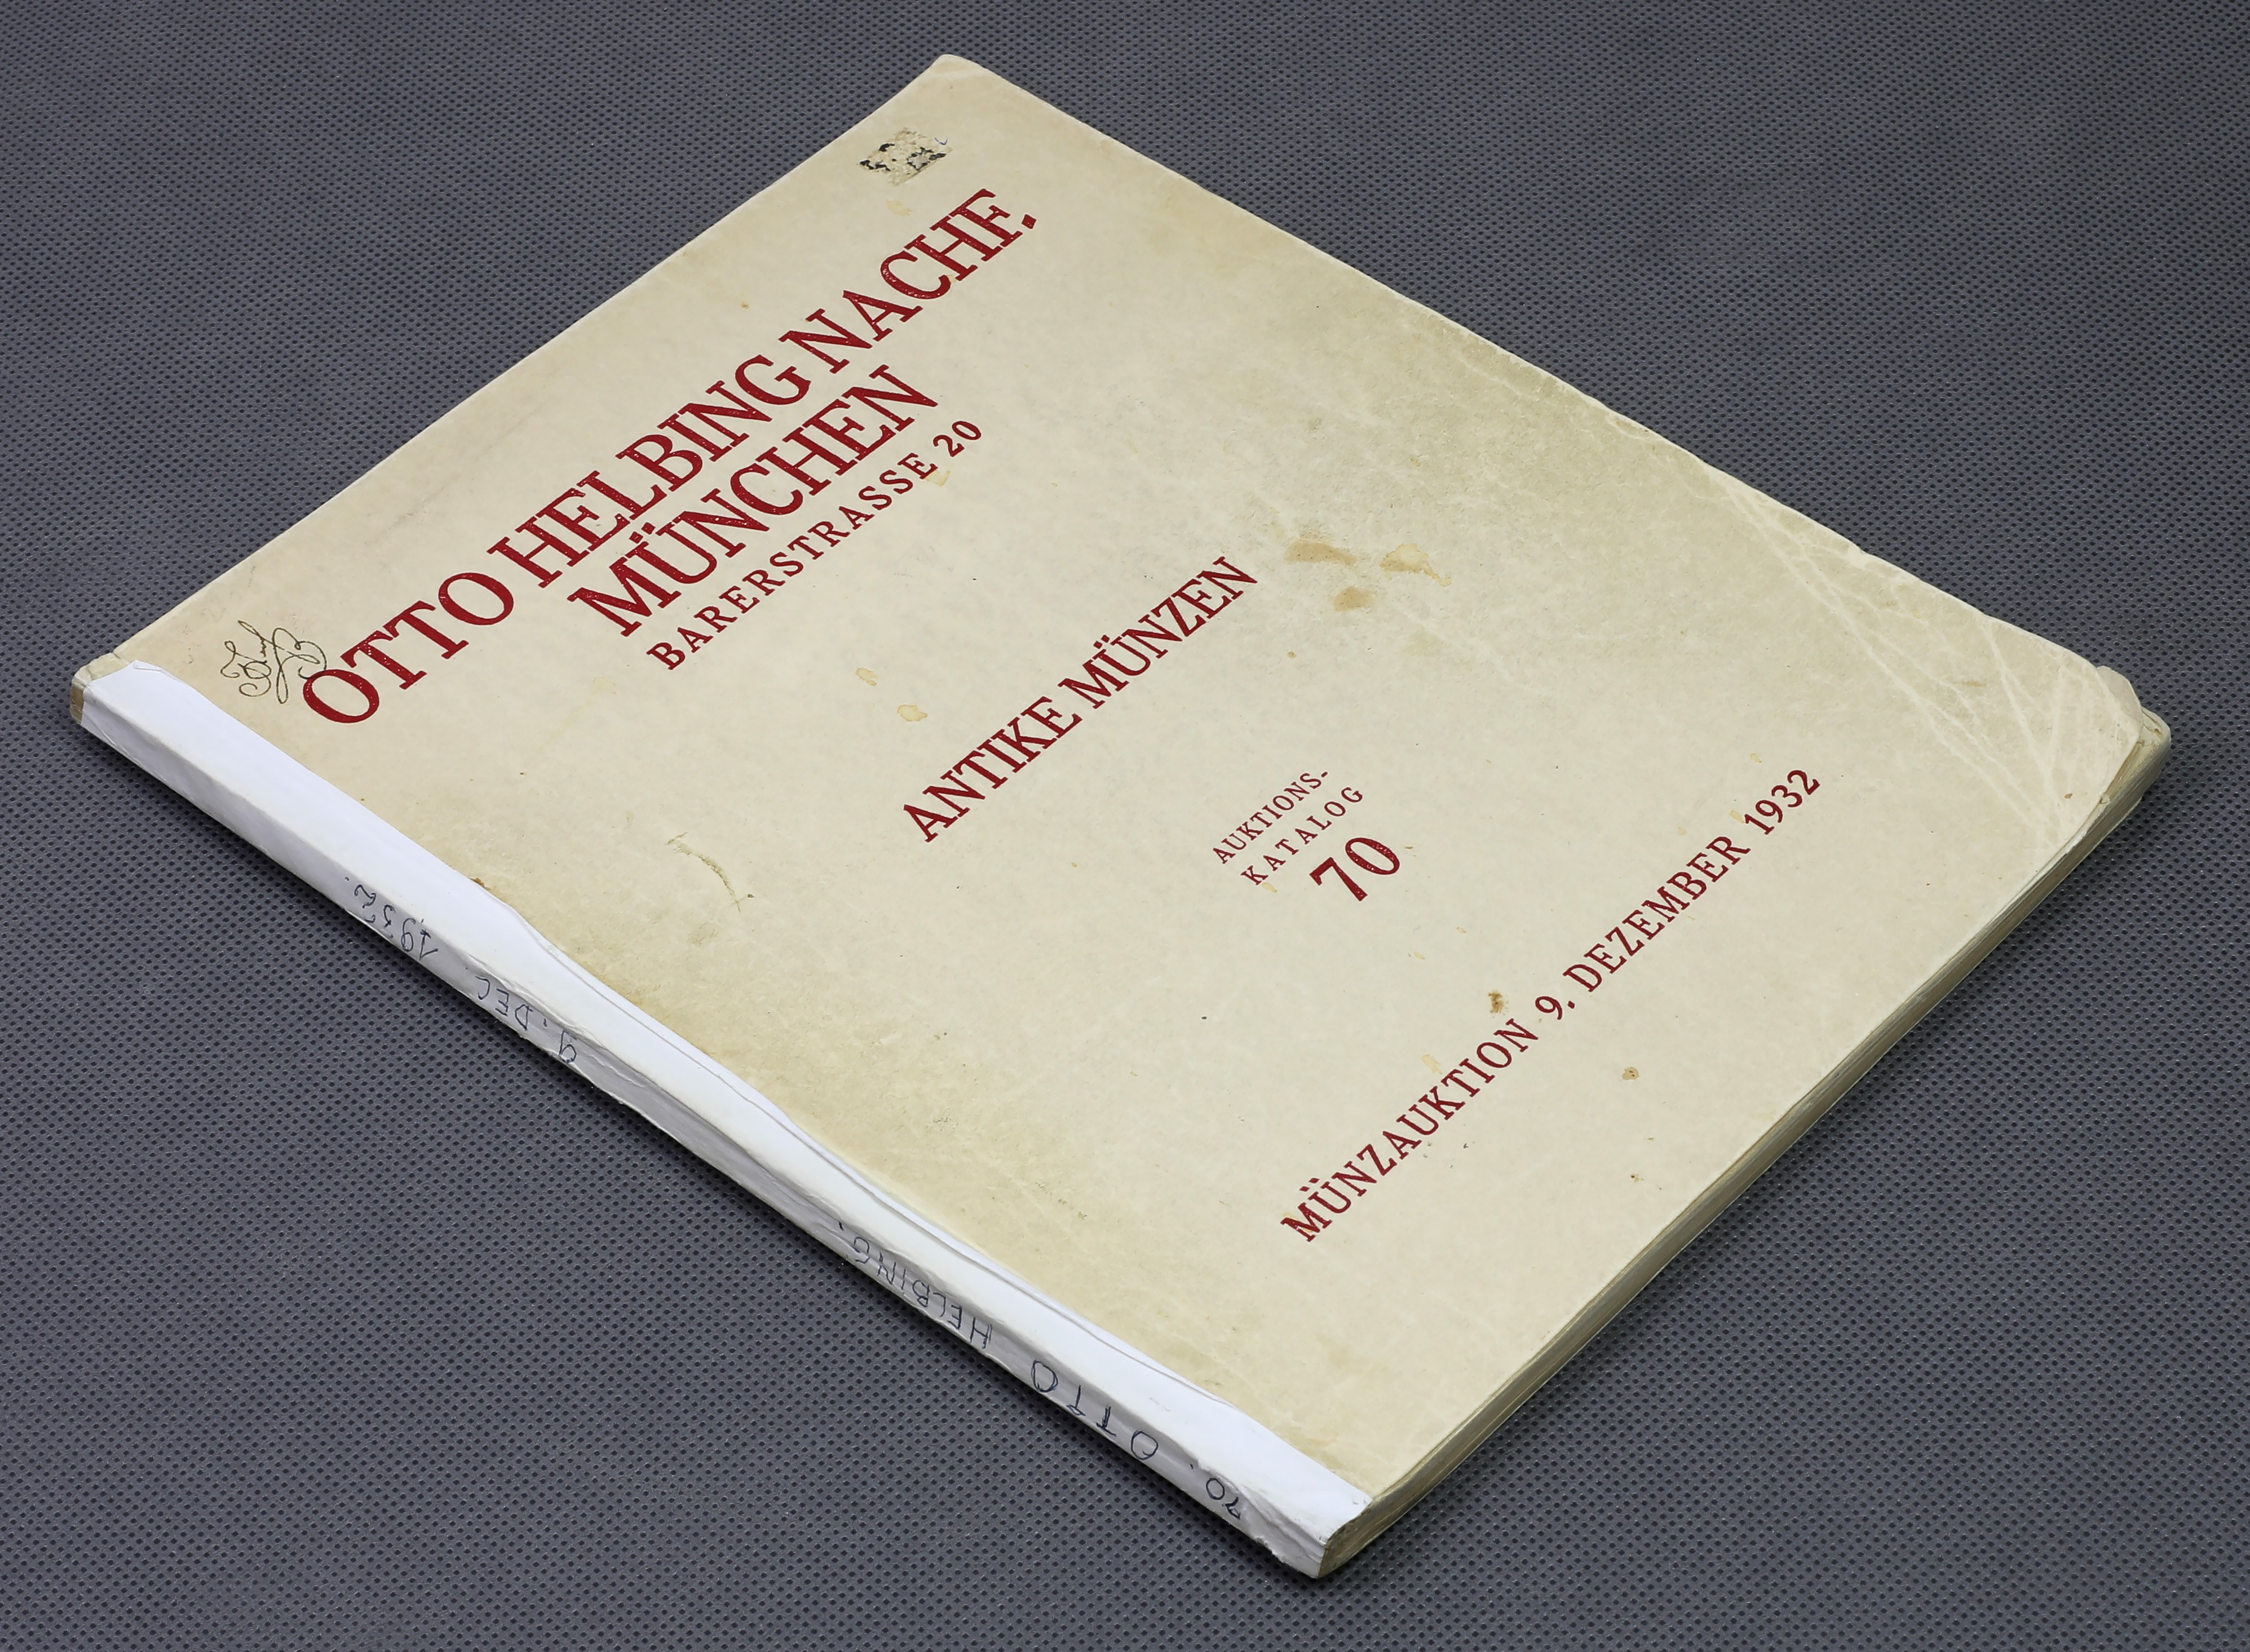 OTTO HELBING NACHF.
MÜNCHEN
BARERSTRASSE 20
ANTIKE MÜNZEN
AUKTIONS-
KATALOG
70
MÜNZAUKTION 9. DEZEMBER 1932
70. OTTO HELBING. 9. DEC. 1932.